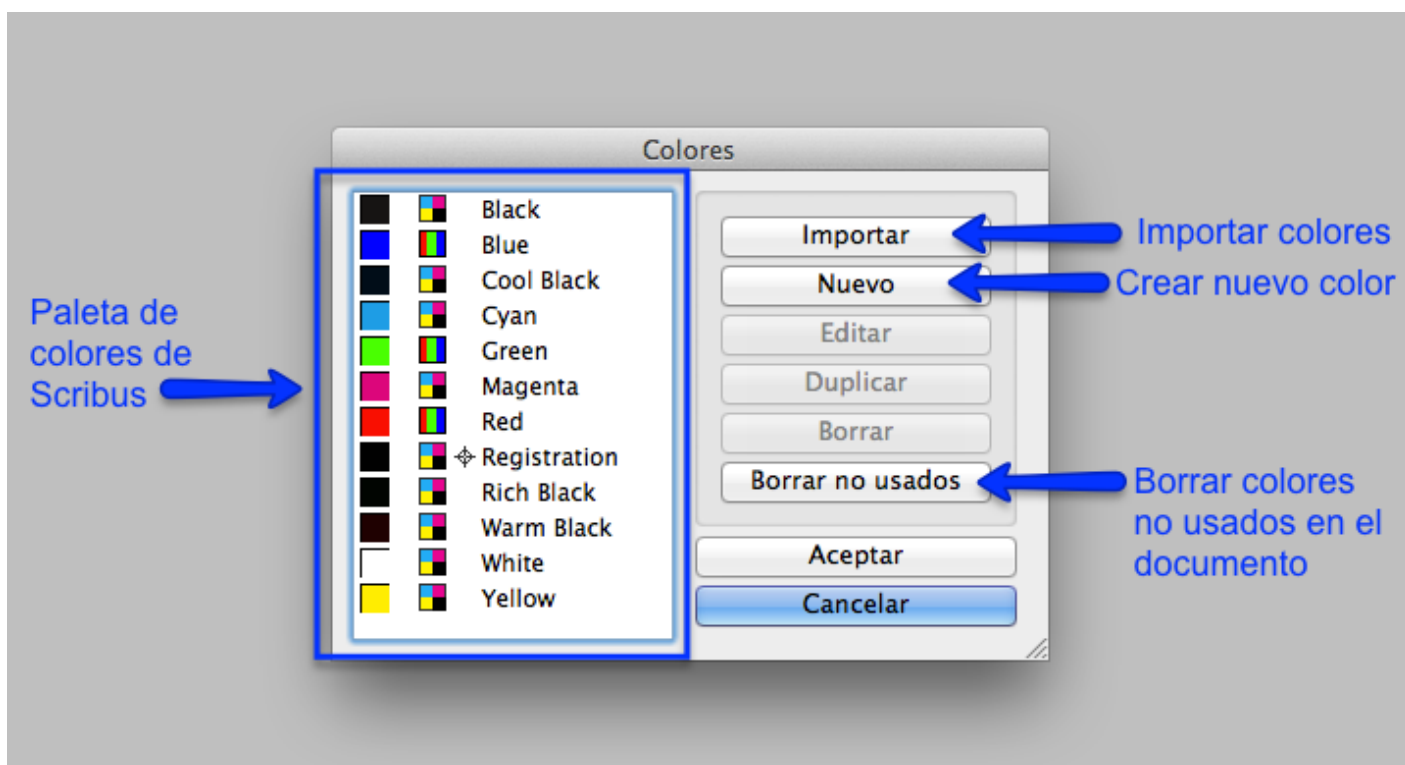 Colores
Paleta de
colores de
Scribus
Black
Blue
Cool Black
Cyan
Green
Magenta
Red
Registration
Rich Black
Warm Black
White
Yellow
Importar
Nuevo
Editar
Duplicar
Borrar
Borrar no usados
Aceptar
Cancelar
Importar colores
Crear nuevo color
Borrar colores
no usados en el
documento